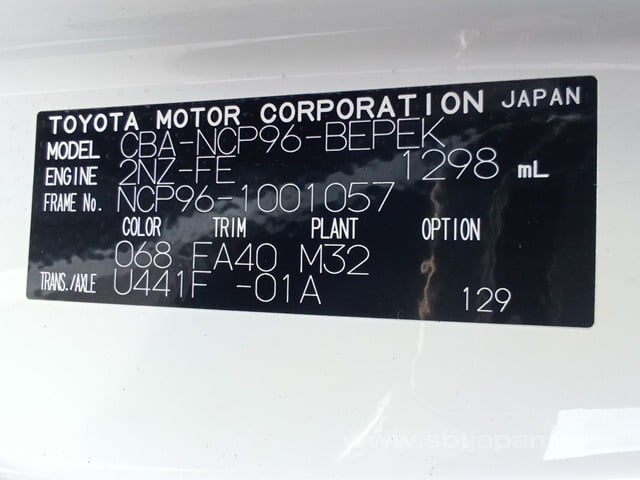 TOYOTA MOTOR CORPORATION JAPAN
MODEL CBA-NCP96-BEPEK
ENGINE 2NZ-FE 1298 mL
FRAME No. NCP96-1001057
COLOR TRIM PLANT OPTION
068 FA40 M32
TRANS./AXLE U441F -01A 129
www.sbtjapan.com